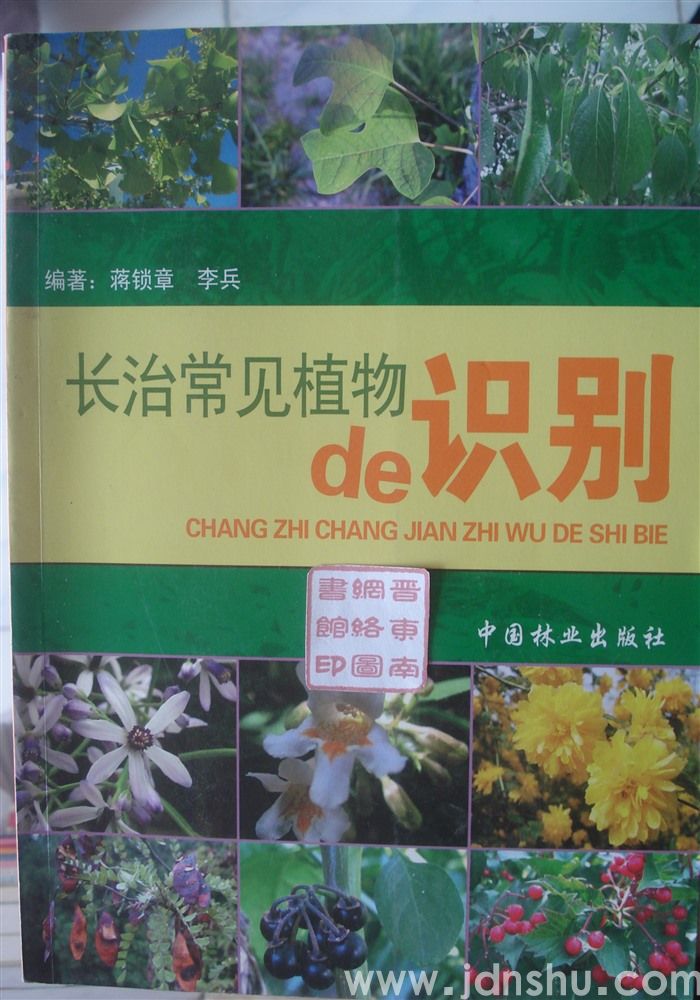 编著：蒋锁章 李兵
长治常见植物
de识别
CHANG ZHI CHANG JIAN ZHI WU DE SHI BIE
晋東南
網絡圖
書館印
中国林业出版社
www.jdnshu.com